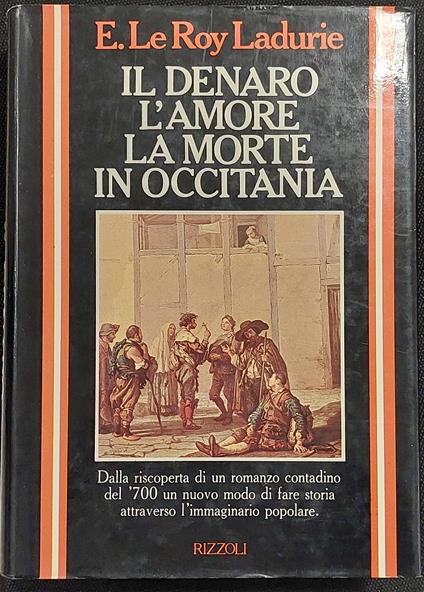 E. Le Roy Ladurie
IL DENARO
L'AMORE
LA MORTE
IN OCCITANIA
Dalla riscoperta di un romanzo contadino
del '700 un nuovo modo di fare storia
attraverso l'immaginario popolare.
RIZZOLI